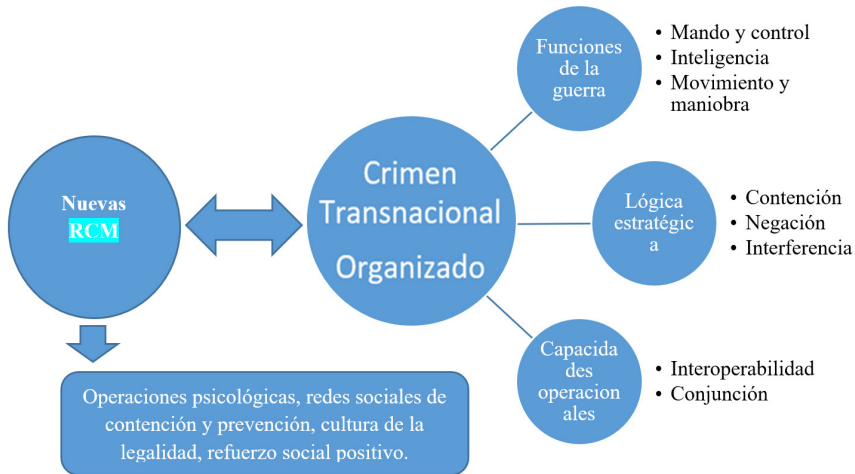 Nuevas
RCM
Operaciones psicológicas, redes sociales de
contención y prevención, cultura de la
legalidad, refuerzo social positivo.
Crimen
Transnacional
Organizado
Funciones
de la
guerra
• Mando y control
• Inteligencia
• Movimiento y
maniobra
Lógica
estratégic
a
• Contención
• Negación
• Interferencia
Capacida
des operacion
ales
• Interoperabilidad
• Conjunción